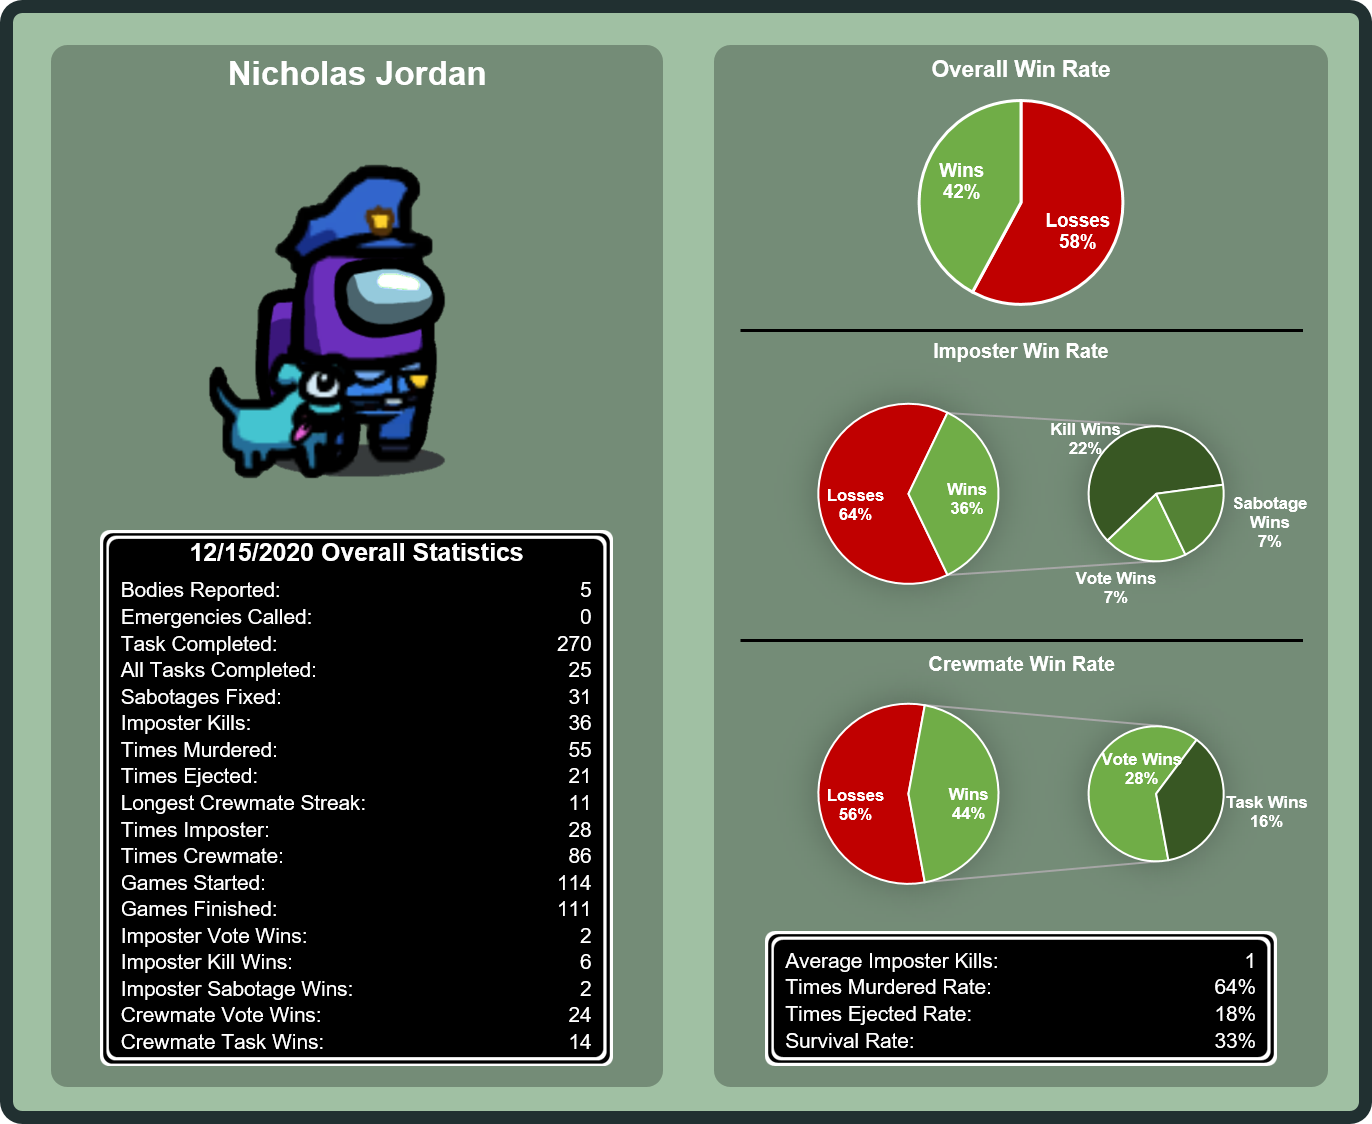 Nicholas Jordan
12/15/2020 Overall Statistics
Bodies Reported: 5
Emergencies Called: 0
Task Completed: 270
All Tasks Completed: 25
Sabotages Fixed: 31
Imposter Kills: 36
Times Murdered: 55
Times Ejected: 21
Longest Crewmate Streak: 11
Times Imposter: 28
Times Crewmate: 86
Games Started: 114
Games Finished: 111
Imposter Vote Wins: 2
Imposter Kill Wins: 6
Imposter Sabotage Wins: 2
Crewmate Vote Wins: 24
Crewmate Task Wins: 14
Overall Win Rate
Wins
42%
Losses
58%
Imposter Win Rate
Losses
64%
Wins
36%
Kill Wins
22%
Sabotage
Wins
7%
Vote Wins
7%
Crewmate Win Rate
Losses
56%
Wins
44%
Vote Wins
28%
Task Wins
16%
Average Imposter Kills: 1
Times Murdered Rate: 64%
Times Ejected Rate: 18%
Survival Rate: 33%